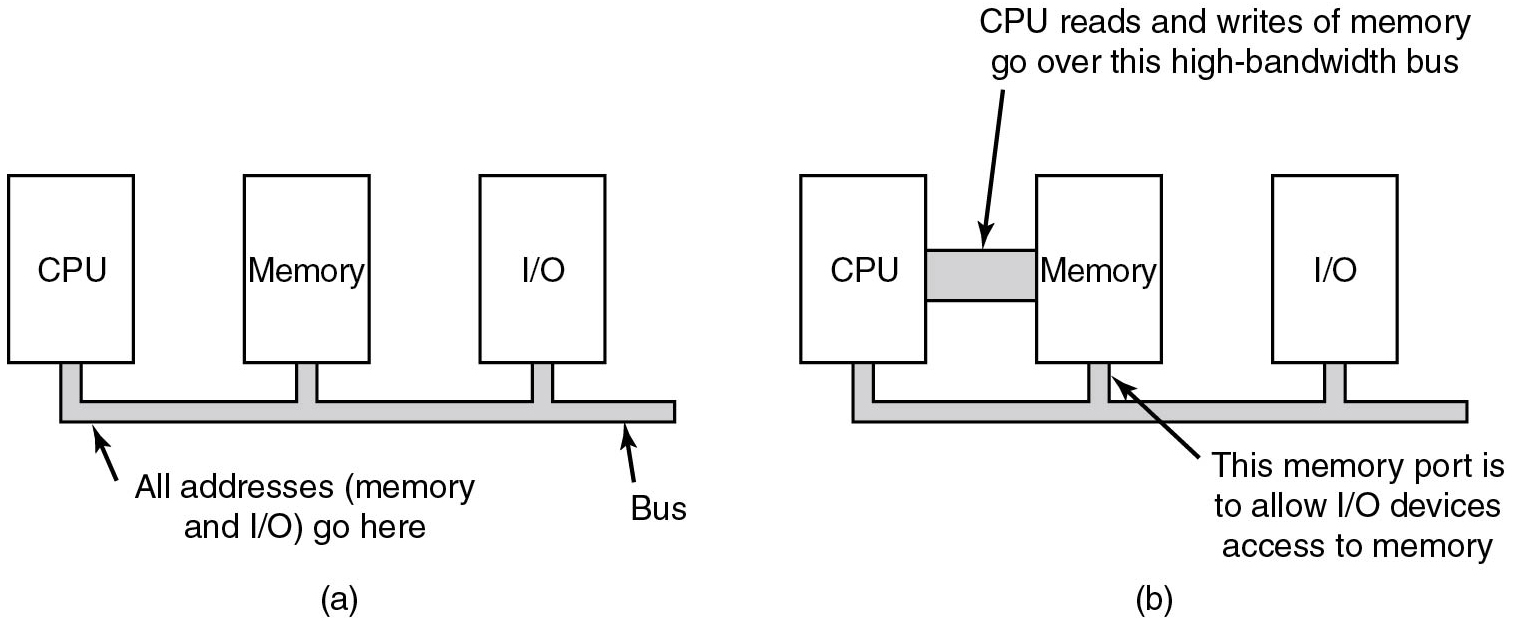 CPU reads and writes of memory
go over this high-bandwidth bus
CPU
Memory
I/O
CPU
Memory
I/O
All addresses (memory
and I/O) go here
Bus
This memory port is
to allow I/O devices
access to memory
(a)
(b)